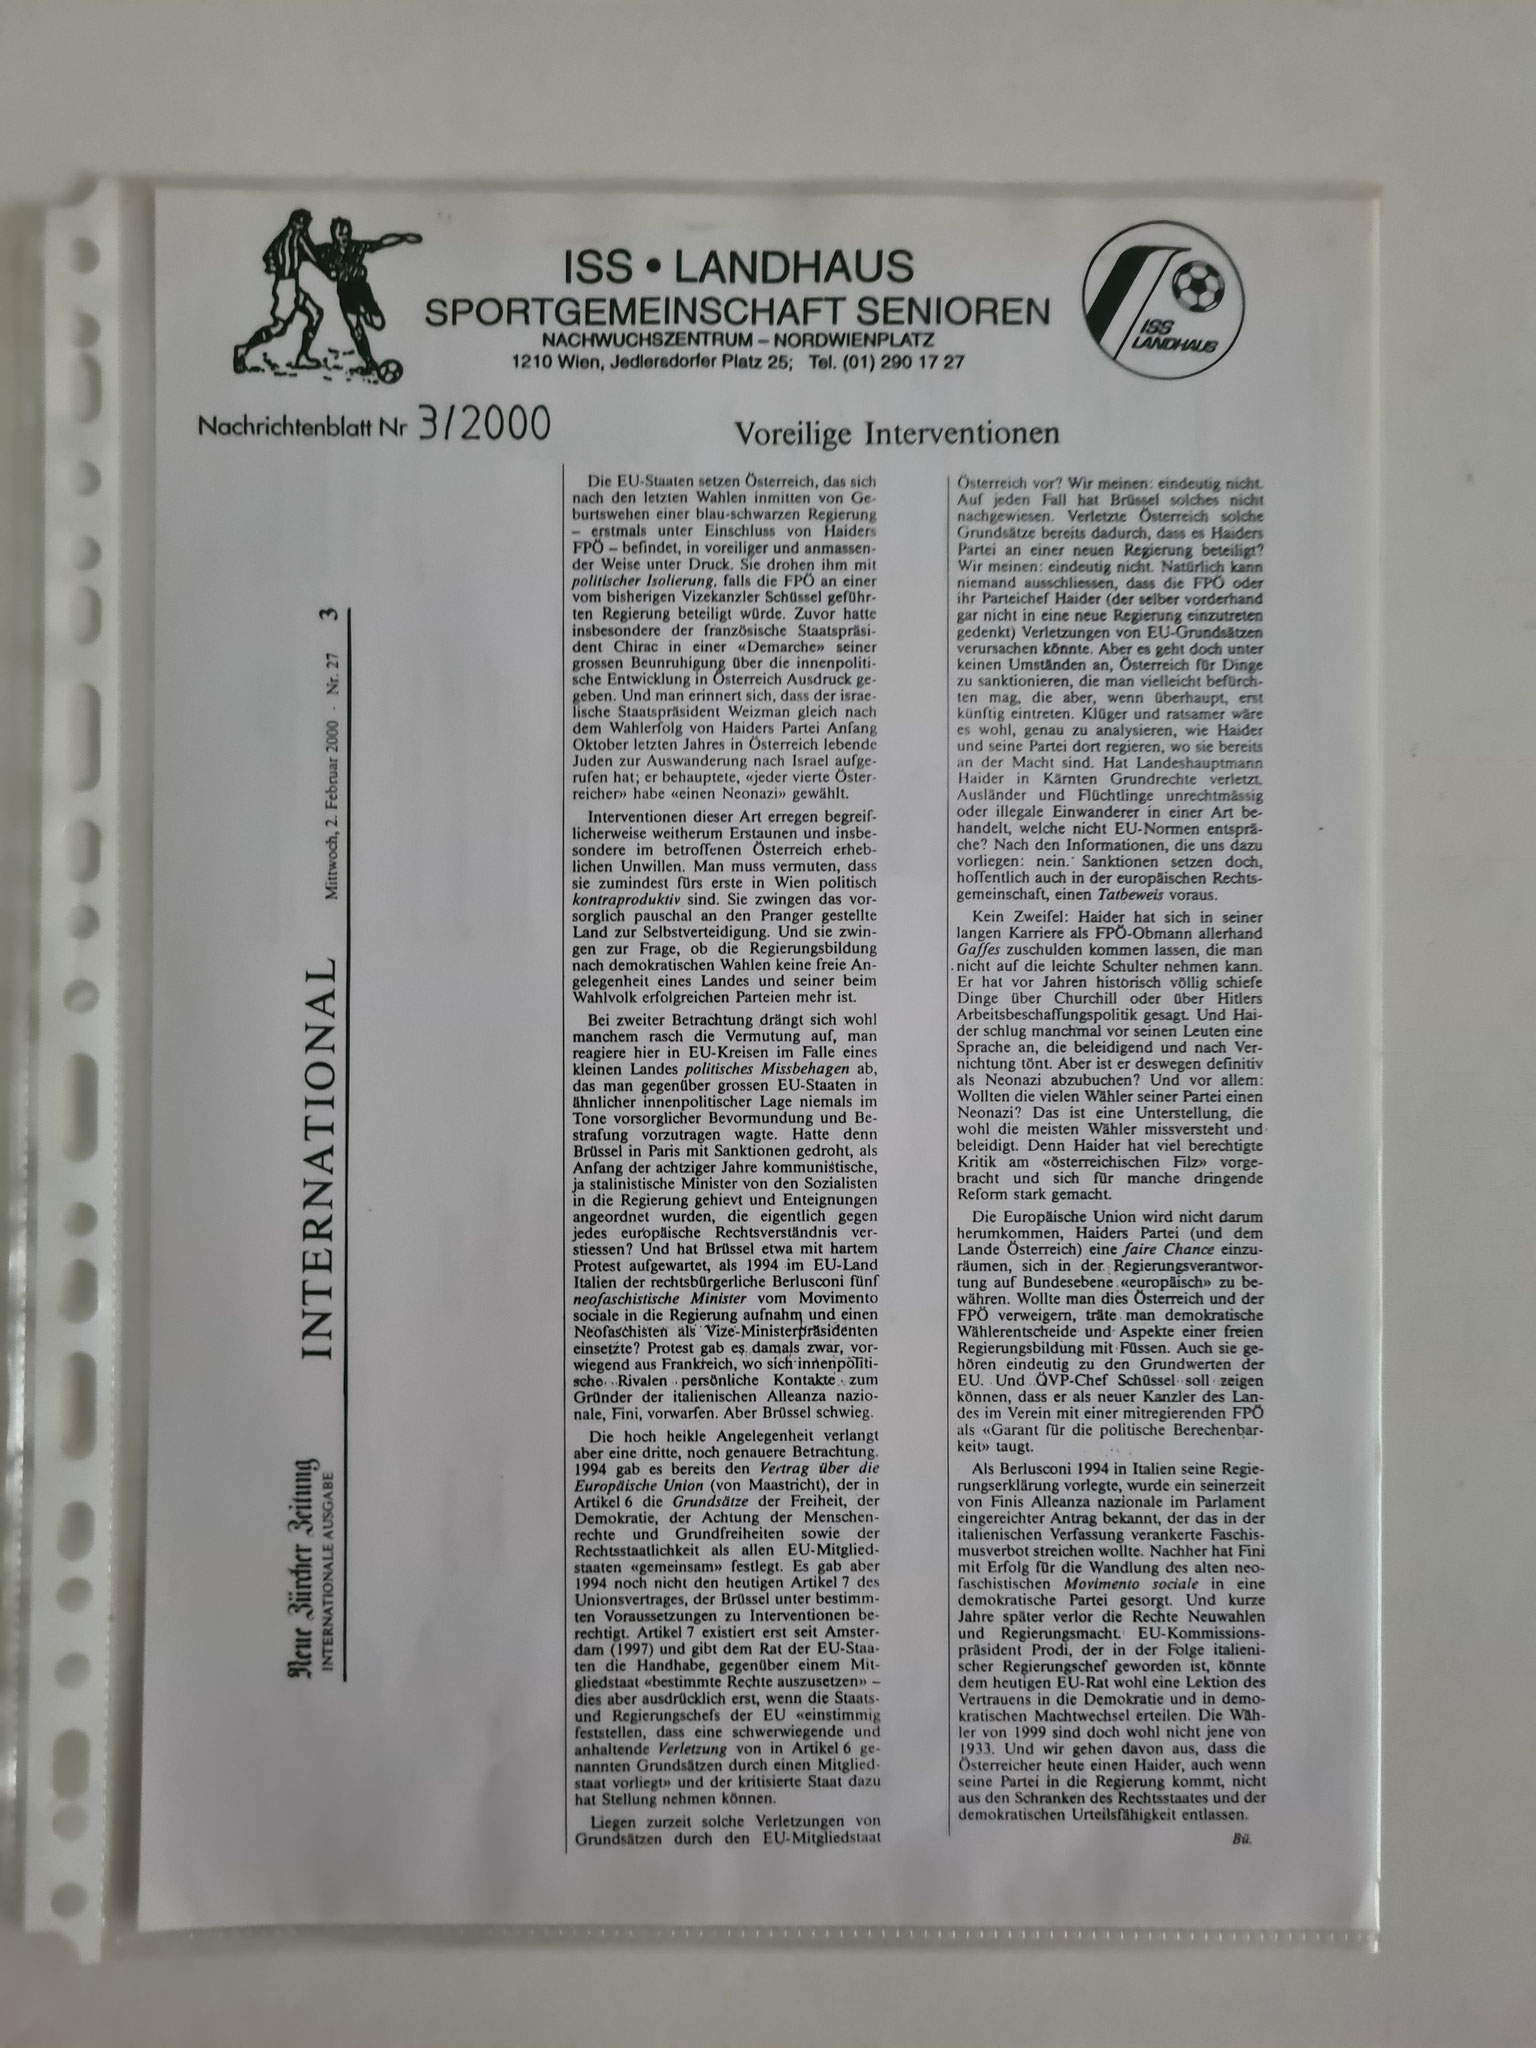 ISS • LANDHAUS
SPORTGEMEINSCHAFT SENIOREN
NACHWUCHSZENTRUM – NORDWIENPLATZ
1210 Wien, Jedlersdorfer Platz 25; Tel. (01) 290 17 27
ISS
LANDHAUS
Nachrichtenblatt Nr 3/2000
Neue Zürcher Zeitung
INTERNATIONALE AUSGABE
INTERNATIONAL
Mittwoch, 2. Februar 2000 · Nr. 27 3
Voreilige Interventionen
Die EU-Staaten setzen Österreich, das sich
nach den letzten Wahlen inmitten von Ge-
burtswehen einer blau-schwarzen Regierung
– erstmals unter Einschluss von Haiders
FPÖ – befindet, in voreiliger und anmassen-
der Weise unter Druck. Sie drohen ihm mit
politischer Isolierung, falls die FPÖ an einer
vom bisherigen Vizekanzler Schüssel geführ-
ten Regierung beteiligt würde. Zuvor hatte
insbesondere der französische Staatspräsi-
dent Chirac in einer «Demarche» seiner
grossen Beunruhigung über die innenpoliti-
sche Entwicklung in Österreich Ausdruck ge-
geben. Und man erinnert sich, dass der israe-
lische Staatspräsident Weizman gleich nach
dem Wahlerfolg von Haiders Partei Anfang
Oktober letzten Jahres in Österreich lebende
Juden zur Auswanderung nach Israel aufge-
rufen hat; er behauptete, «jeder vierte Öster-
reicher» habe «einen Neonazi» gewählt.
Interventionen dieser Art erregen begreif-
licherweise weitherum Erstaunen und insbe-
sondere im betroffenen Österreich erheb-
lichen Unwillen. Man muss vermuten, dass
sie zumindest fürs erste in Wien politisch
kontraproduktiv sind. Sie zwingen das vor-
sorglich pauschal an den Pranger gestellte
Land zur Selbstverteidigung. Und sie zwin-
gen zur Frage, ob die Regierungsbildung
nach demokratischen Wahlen keine freie An-
gelegenheit eines Landes und seiner beim
Wahlvolk erfolgreichen Parteien mehr ist.
Bei zweiter Betrachtung drängt sich wohl
manchem rasch die Vermutung auf, man
reagiere hier in EU-Kreisen im Falle eines
kleinen Landes politisches Missbehagen ab,
das man gegenüber grossen EU-Staaten in
ähnlicher innenpolitischer Lage niemals im
Tone vorsorglicher Bevormundung und Be-
strafung vorzutragen wagte. Hatte denn
Brüssel in Paris mit Sanktionen gedroht, als
Anfang der achtziger Jahre kommunistische,
ja stalinistische Minister von den Sozialisten
in die Regierung gehievt und Enteignungen
angeordnet wurden, die eigentlich gegen
jedes europäische Rechtsverständnis ver-
stiessen? Und hat Brüssel etwa mit hartem
Protest aufgewartet, als 1994 im EU-Land
Italien der rechtsbürgerliche Berlusconi fünf
neofaschistische Minister vom Movimento
sociale in die Regierung aufnahm und einen
Neofaschisten als Vize-Ministerpräsidenten
einsetzte? Protest gab es damals zwar, vor-
wiegend aus Frankreich, wo sich innenpoliti-
sche Rivalen persönliche Kontakte zum
Gründer der italienischen Alleanza nazio-
nale, Fini, vorwarfen. Aber Brüssel schwieg.
Die hoch heikle Angelegenheit verlangt
aber eine dritte, noch genauere Betrachtung.
1994 gab es bereits den Vertrag über die
Europäische Union (von Maastricht), der in
Artikel 6 die Grundsätze der Freiheit, der
Demokratie, der Achtung der Menschen-
rechte und Grundfreiheiten sowie der
Rechtsstaatlichkeit als allen EU-Mitglied-
staaten «gemeinsam» festlegt. Es gab aber
1994 noch nicht den heutigen Artikel 7 des
Unionsvertrages, der Brüssel unter bestimm-
ten Voraussetzungen zu Interventionen be-
rechtigt. Artikel 7 existiert erst seit Amster-
dam (1997) und gibt dem Rat der EU-Staa-
ten die Handhabe, gegenüber einem Mit-
gliedstaat «bestimmte Rechte auszusetzen» –
dies aber ausdrücklich erst, wenn die Staats-
und Regierungschefs der EU «einstimmig
feststellen, dass eine schwerwiegende und
anhaltende Verletzung von in Artikel 6 ge-
nannten Grundsätzen durch einen Mitglied-
staat vorliegt» und der kritisierte Staat dazu
hat Stellung nehmen können.
Liegen zurzeit solche Verletzungen von
Grundsätzen durch den EU-Mitgliedstaat
Österreich vor? Wir meinen: eindeutig nicht.
Auf jeden Fall hat Brüssel solches nicht
nachgewiesen. Verletzte Österreich solche
Grundsätze bereits dadurch, dass es Haiders
Partei an einer neuen Regierung beteiligt?
Wir meinen: eindeutig nicht. Natürlich kann
niemand ausschliessen, dass die FPÖ oder
ihr Parteichef Haider (der selber vorderhand
gar nicht in eine neue Regierung einzutreten
gedenkt) Verletzungen von EU-Grundsätzen
verursachen könnte. Aber es geht doch unter
keinen Umständen an, Österreich für Dinge
zu sanktionieren, die man vielleicht befürch-
ten mag, die aber, wenn überhaupt, erst
künftig eintreten. Klüger und ratsamer wäre
es wohl, genau zu analysieren, wie Haider
und seine Partei dort regieren, wo sie bereits
an der Macht sind. Hat Landeshauptmann
Haider in Kärnten Grundrechte verletzt,
Ausländer und Flüchtlinge unrechtmässig
oder illegale Einwanderer in einer Art be-
handelt, welche nicht EU-Normen entsprä-
che? Nach den Informationen, die uns dazu
vorliegen: nein. Sanktionen setzen doch,
hoffentlich auch in der europäischen Rechts-
gemeinschaft, einen Tatbeweis voraus.
Kein Zweifel: Haider hat sich in seiner
langen Karriere als FPÖ-Obmann allerhand
Gaffes zuschulden kommen lassen, die man
nicht auf die leichte Schulter nehmen kann.
Er hat vor Jahren historisch völlig schiefe
Dinge über Churchill oder über Hitlers
Arbeitsbeschaffungspolitik gesagt. Und Hai-
der schlug manchmal vor seinen Leuten eine
Sprache an, die beleidigend und nach Ver-
nichtung tönt. Aber ist er deswegen definitiv
als Neonazi abzubuchen? Und vor allem:
Wollten die vielen Wähler seiner Partei einen
Neonazi? Das ist eine Unterstellung, die
wohl die meisten Wähler missversteht und
beleidigt. Denn Haider hat viel berechtigte
Kritik am «österreichischen Filz» vorge-
bracht und sich für manche dringende
Reform stark gemacht.
Die Europäische Union wird nicht darum
herumkommen, Haiders Partei (und dem
Lande Österreich) eine faire Chance einzu-
räumen, sich in der Regierungsverantwor-
tung auf Bundesebene «europäisch» zu be-
währen. Wollte man dies Österreich und der
FPÖ verweigern, träte man demokratische
Wählerentscheide und Aspekte einer freien
Regierungsbildung mit Füssen. Auch sie ge-
hören eindeutig zu den Grundwerten der
EU. Und ÖVP-Chef Schüssel soll zeigen
können, dass er als neuer Kanzler des Lan-
des im Verein mit einer mitregierenden FPÖ
als «Garant für die politische Berechenbar-
keit» taugt.
Als Berlusconi 1994 in Italien seine Regie-
rungserklärung vorlegte, wurde ein seinerzeit
von Finis Alleanza nazionale im Parlament
eingereichter Antrag bekannt, der das in der
italienischen Verfassung verankerte Faschis-
musverbot streichen wollte. Nachher hat Fini
mit Erfolg für die Wandlung des alten neo-
faschistischen Movimento sociale in eine
demokratische Partei gesorgt. Und kurze
Jahre später verlor die Rechte Neuwahlen
und Regierungsmacht. EU-Kommissions-
präsident Prodi, der in der Folge italieni-
scher Regierungschef geworden ist, könnte
dem heutigen EU-Rat wohl eine Lektion des
Vertrauens in die Demokratie und in demo-
kratischen Machtwechsel erteilen. Die Wäh-
ler von 1999 sind doch wohl nicht jene von
1933. Und wir gehen davon aus, dass die
Österreicher heute einen Haider, auch wenn
seine Partei in die Regierung kommt, nicht
aus den Schranken des Rechtsstaates und der
demokratischen Urteilsfähigkeit entlassen.
Bü.